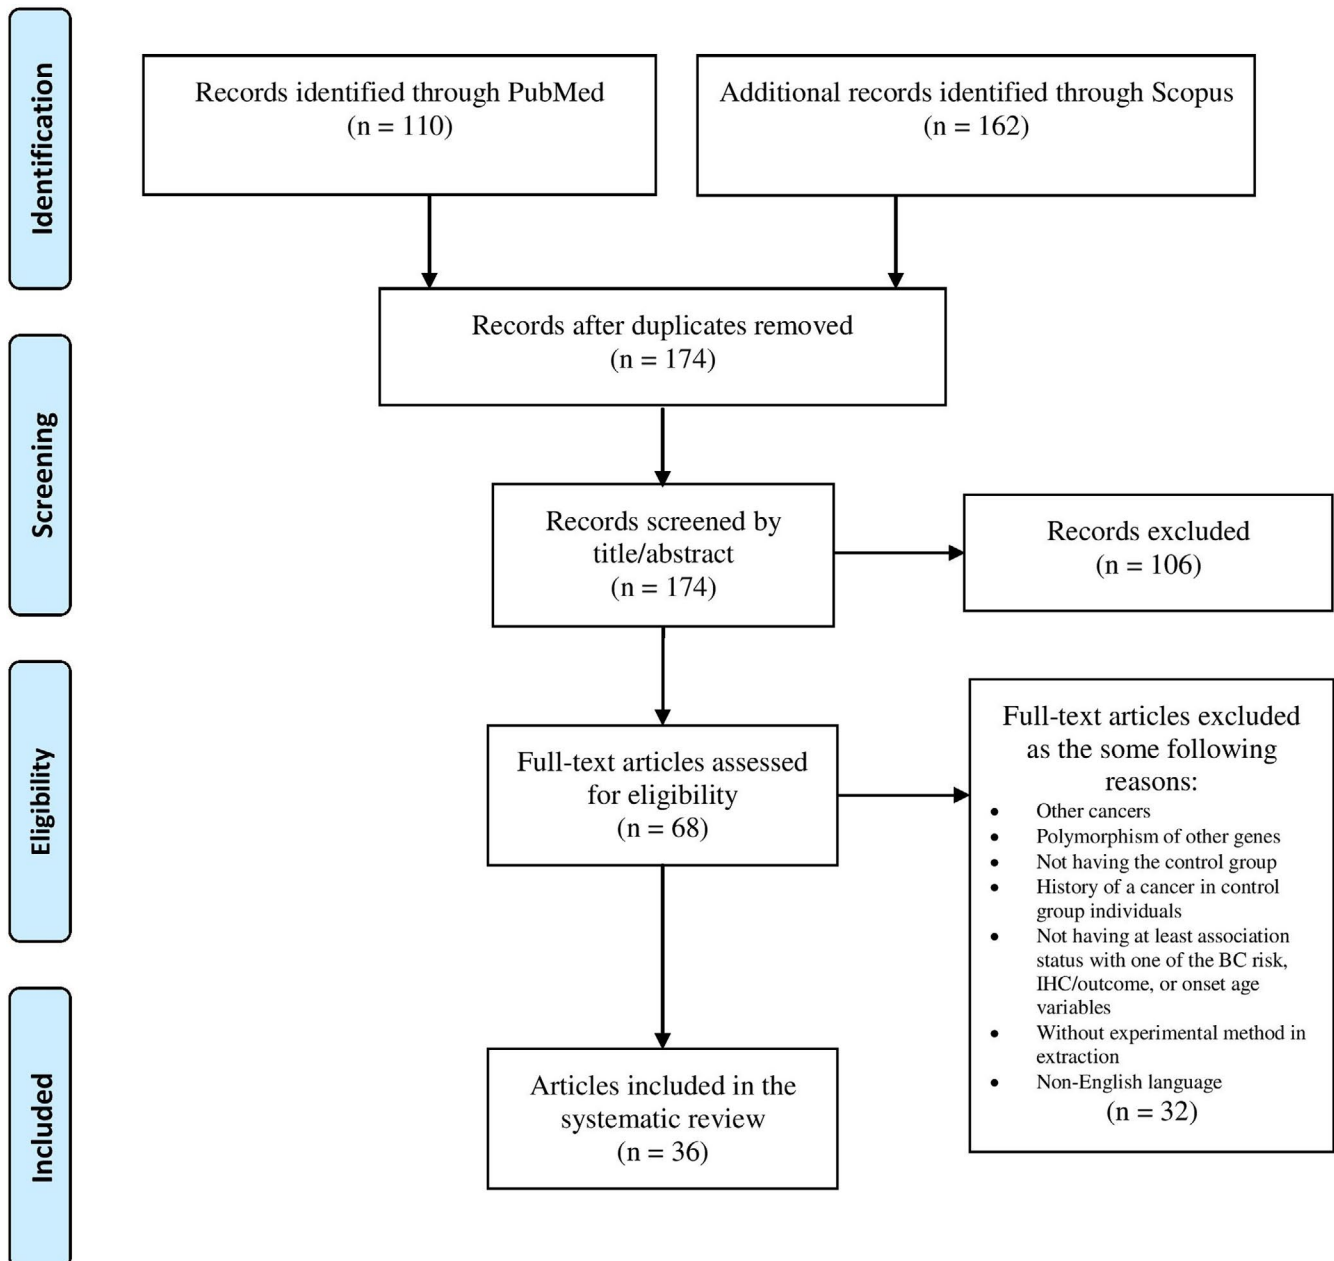 Identification
Records identified through PubMed
(n = 110)
Additional records identified through Scopus
(n = 162)
Records after duplicates removed
(n = 174)
Screening
Records screened by
title/abstract
(n = 174)
Records excluded
(n = 106)
Eligibility
Full-text articles assessed
for eligibility
(n = 68)
Full-text articles excluded
as the some following
reasons:
• Other cancers
• Polymorphism of other genes
• Not having the control group
• History of a cancer in control
group individuals
• Not having at least association
status with one of the BC risk,
IHC/outcome, or onset age
variables
• Without experimental method in
extraction
• Non-English language
(n = 32)
Included
Articles included in the
systematic review
(n = 36)